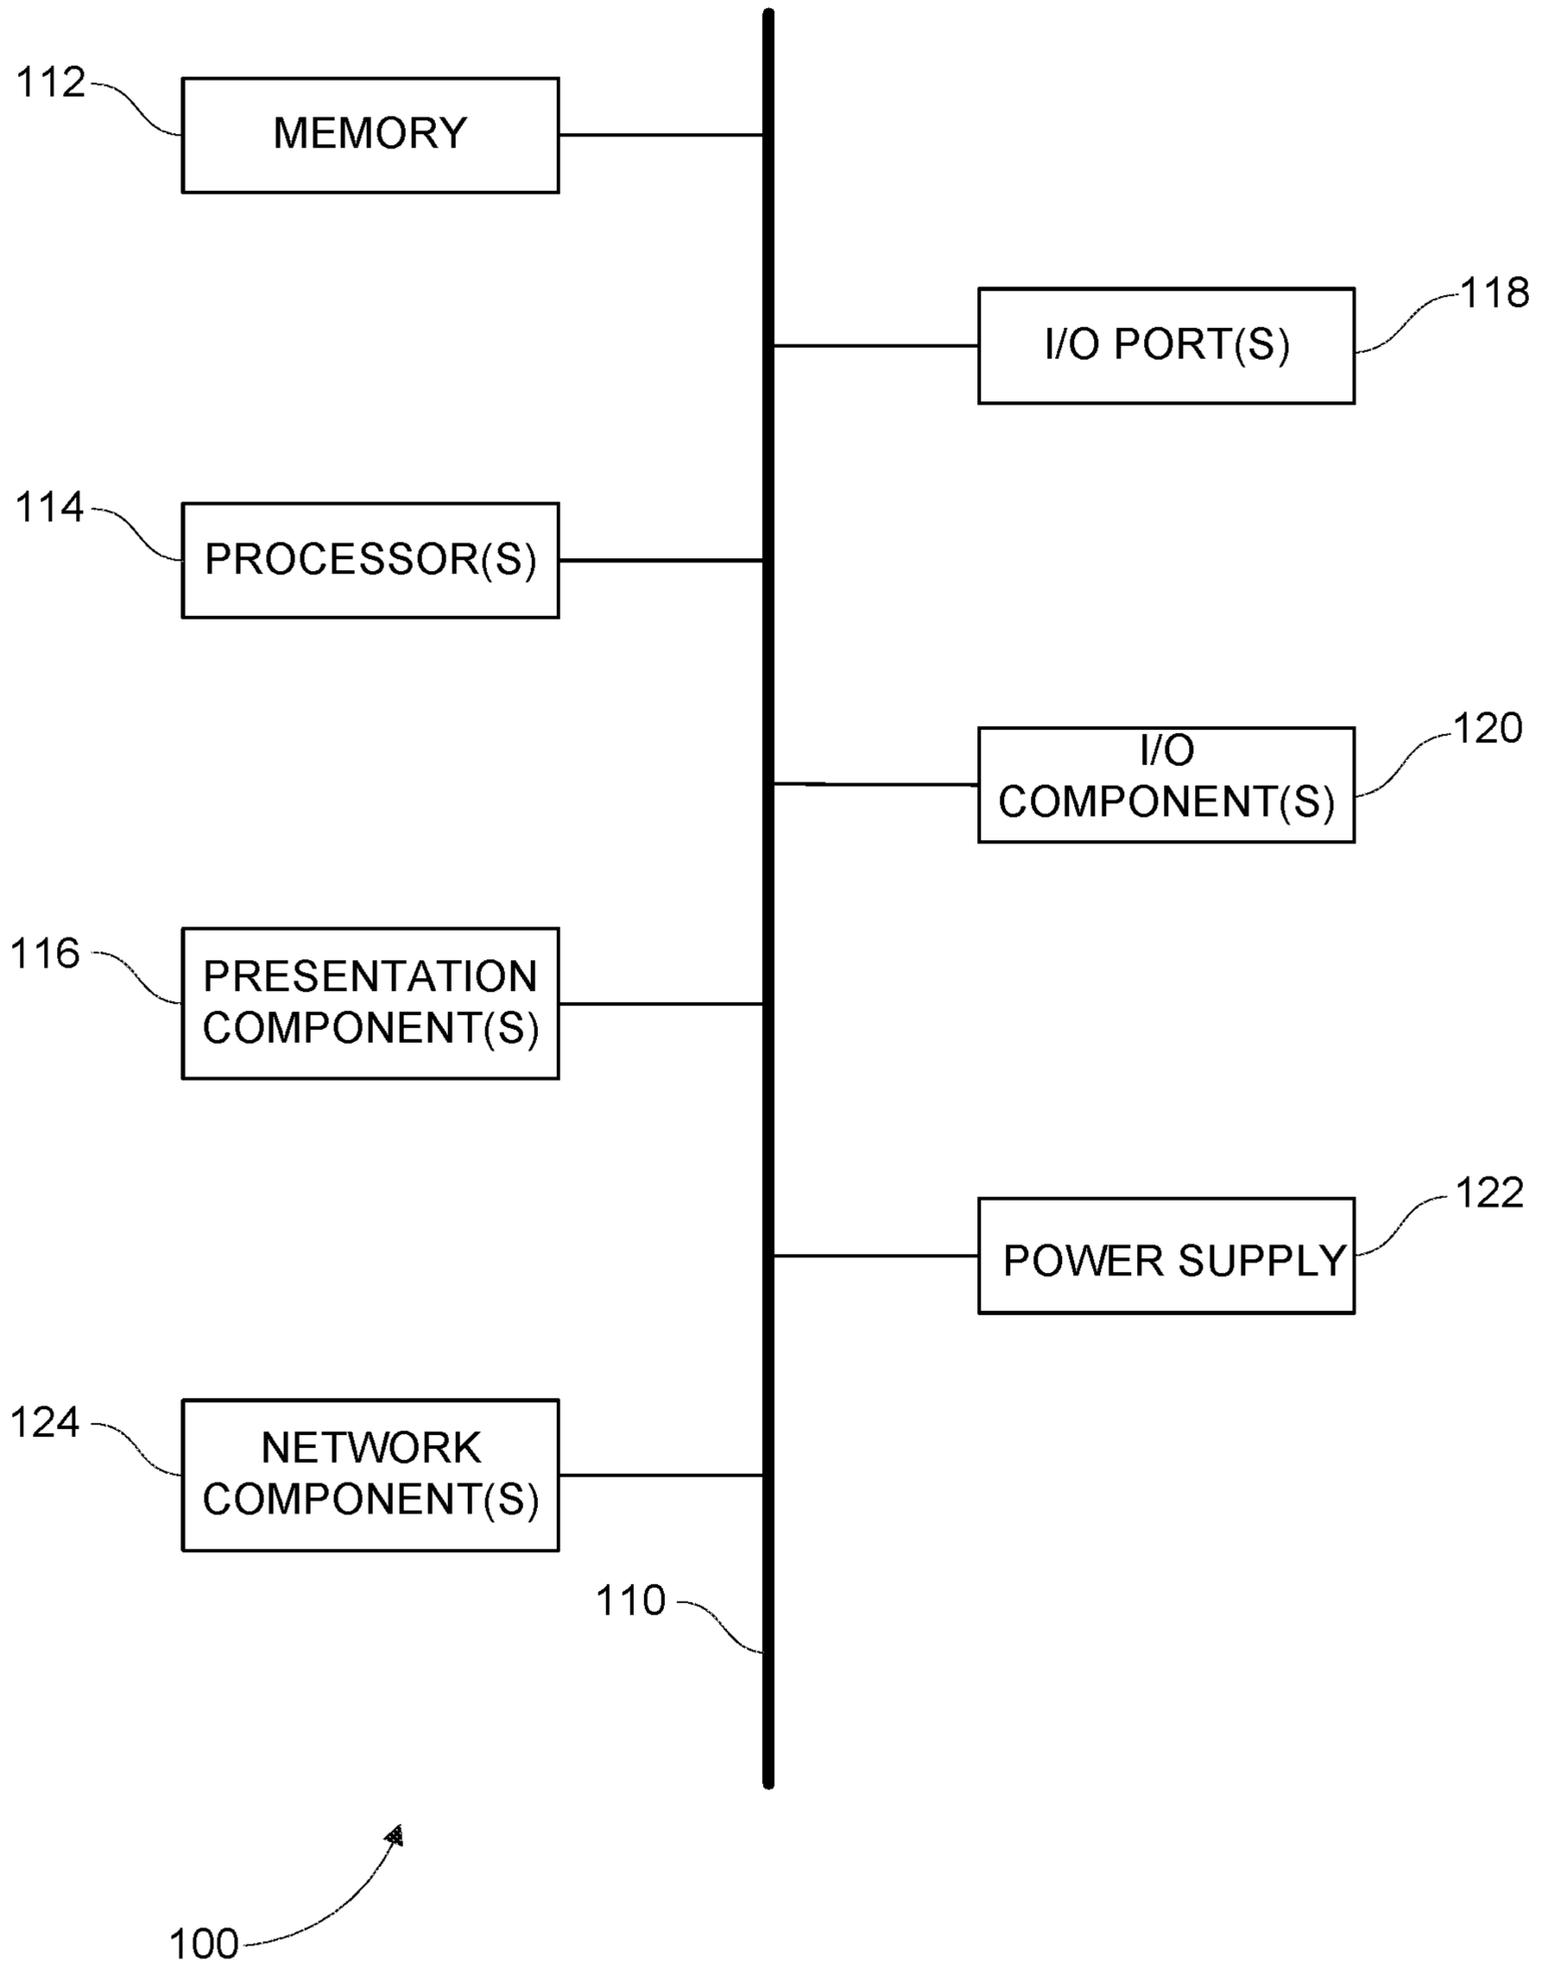 112
MEMORY
118
I/O PORT(S)
114
PROCESSOR(S)
120
I/O
COMPONENT(S)
116
PRESENTATION
COMPONENT(S)
122
POWER SUPPLY
124
NETWORK
COMPONENT(S)
110
100